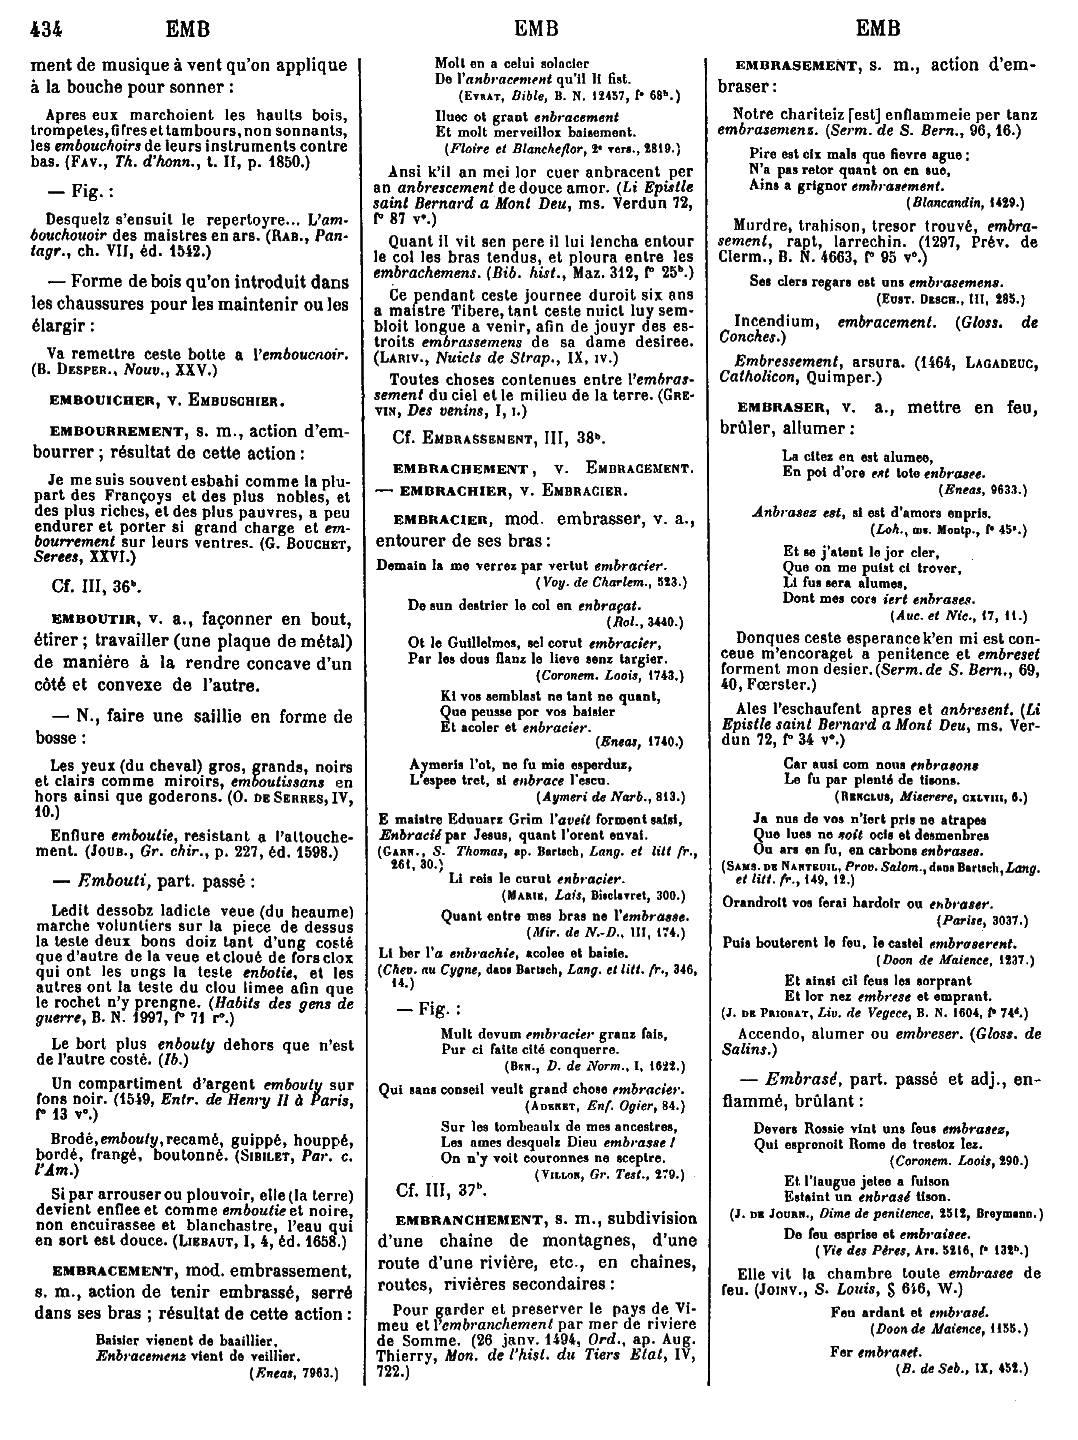 434 EMB EMB EMB
ment de musique à vent qu'on applique
à la bouche pour sonner :
Apres eux marchoient les haults bois,
trompetes, fifres et tambours, non sonnants,
les embouchoirs de leurs instruments contre
bas. (FAV., Th. d'honn., t. II, p. 1850.)
— Fig. :
Desquelz s'ensuit le repertoyre... L'am-
bouchouoir des maistres en ars. (RAB., Pan-
tagr., ch. VII, éd. 1542.)
— Forme de bois qu'on introduit dans
les chaussures pour les maintenir ou les
élargir :
Va remettre ceste botte a l'emboucnoir.
(B. DESPER., Nouv., XXV.)
EMBOUICHER, V. EMBUSCHIER.
EMBOURREMENT, s. m., action d'em-
bourrer ; résultat de cette action :
Je me suis souvent esbahi comme la plu-
part des Françoys et des plus nobles, et
des plus riches, et des plus pauvres, a peu
endurer et porter si grand charge et em-
bourrement sur leurs ventres. (G. BOUCHET,
Serees, XXVI.)
Cf. III, 36ᵇ.
EMBOUTIR, v. a., façonner en bout,
étirer ; travailler (une plaque de métal)
de manière à la rendre concave d'un
côté et convexe de l'autre.
— N., faire une saillie en forme de
bosse :
Les yeux (du cheval) gros, grands, noirs
et clairs comme miroirs, emboutissans en
hors ainsi que goderons. (O. DE SERRES, IV,
10.)
Enflure emboutie, resistant a l'attouche-
ment. (JOUB., Gr. chir., p. 227, éd. 1598.)
— Embouti, part. passé :
Ledit dessobz ladicte veue (du heaume)
marche voluntiers sur la piece de dessus
la teste deux bons doiz tant d'ung costé
que d'autre de la veue et cloué de fors clox
qui ont les ungs la teste enbotie, et les
autres ont la teste du clou limee afin que
le rochet n'y prengne. (Habits des gens de
guerre, B. N. 1997, f° 71 r°.)
Le bort plus enbouty dehors que n'est
de l'autre costé. (Ib.)
Un compartiment d'argent embouty sur
fons noir. (1549, Entr. de Henry II à Paris,
f° 13 v°.)
Brodé, embouty, recamé, guippé, houppé,
bordé, frangé, boutonné. (SIBILET, Par. c.
l'Am.)
Si par arrouser ou plouvoir, elle (la terre)
devient enflee et comme emboutie et noire,
non encuirassee et blanchastre, l'eau qui
en sort est douce. (LIEBAUT, I, 4, éd. 1658.)
EMBRACEMENT, mod. embrassement,
s. m., action de tenir embrassé, serré
dans ses bras ; résultat de cette action :
Baisier vienent de baaillier,
Enbracemenz vient de veillier.
(Eneas, 7963.)
Molt en a celui solacier
De l'anbracement qu'il li fist.
(EVRAT, Bible, B. N. 12457, f° 68ᵇ.)
Iluec ot grant enbracement
Et molt merveillox baisement.
(Floire et Blancheflor, 2ᵉ vers., 2819.)
Ansi k'il an mei lor cuer anbracent per
an anbrescement de douce amor. (Li Epistle
saint Bernard a Mont Deu, ms. Verdun 72,
f° 87 v°.)
Quant il vit sen pere il lui lencha entour
le col les bras tendus, et ploura entre les
embrachemens. (Bib. hist., Maz. 312, f° 25ᵇ.)
Ce pendant ceste journee duroit six ans
a maistre Tibere, tant ceste nuict luy sem-
bloit longue a venir, afin de jouyr des es-
troits embrassemens de sa dame desiree.
(LARIV., Nuicts de Strap., IX, IV.)
Toutes choses contenues entre l'embras-
sement du ciel et le milieu de la terre. (GRE-
VIN, Des venins, I, I.)
Cf. EMBRASSEMENT, III, 38ᵇ.
EMBRACHEMENT, V. EMBRACEMENT.
— EMBRACHIER, V. EMBRACIER.
EMBRACIER, mod. embrasser, v. a.,
entourer de ses bras :
Demain la me verrez par vertut embracier.
(Voy. de Charlem., 523.)
De sun destrier le col en enbraçat.
(Rol., 3440.)
Ot le Guillelmes, sel corut embracier,
Par les dous flanz le lieve senz targier.
(Coronem. Loois, 1743.)
Ki vos semblast ne tant ne quant,
Que peusse por vos baisier
Et acoler et enbracier.
(Eneas, 1740.)
Aymeris l'ot, ne fu mie esperduz,
L'espee tret, si enbrace l'escu.
(Aymeri de Narb., 813.)
E maistre Edouarz Grim l'aveit forment saisi,
Enbracié par Jesus, quant l'orent envaï.
(GARN., S. Thomas, ap. Bartsch, Lang. et litt fr.,
261, 30.)
Li reis le curut enbracier.
(MARIE, Lais, Bisclavret, 300.)
Quant entre mes bras ne l'embrasse.
(Mir. de N.-D., III, 174.)
Li ber l'a enbrachie, acolee et baisie.
(Chev. au Cygne, dans Bartsch, Lang. et litt. fr., 346,
14.)
— Fig. :
Mult devum embracier granz fais,
Pur ci faite cité conquerre.
(BEN., D. de Norm., I, 1622.)
Qui sans conseil veult grand chose embracier.
(ADENET, Enf. Ogier, 84.)
Sur les tombeaulx de mes ancestres,
Les ames desquelz Dieu embrasse !
On n'y voit couronnes ne sceptre.
(VILLON, Gr. Test., 279.)
Cf. III, 37ᵇ.
EMBRANCHEMENT, s. m., subdivision
d'une chaine de montagnes, d'une
route d'une rivière, etc., en chaînes,
routes, rivières secondaires :
Pour garder et preserver le pays de Vi-
meu et l'embranchement par mer de riviere
de Somme. (26 janv. 1494, Ord., ap. Aug.
Thierry, Mon. de l'hist. du Tiers Etat, IV,
722.)
EMBRASEMENT, s. m., action d'em-
braser :
Notre chariteiz [est] enflammeie per tanz
embrasemenz. (Serm. de S. Bern., 96, 16.)
Pire est cix mals que fievre ague ;
N'a pas retor quant on en sue,
Ains a grignor embrasement.
(Blancandin, 1429.)
Murdre, trahison, tresor trouvé, embra-
sement, rapt, larrechin. (1297, Prév. de
Clerm., B. N. 4663, f° 95 v°.)
Ses clers regars est uns embrasemens.
(EUST. DESCH., III, 285.)
Incendium, embracement. (Gloss. de
Conches.)
Embressement, arsura. (1464, LAGADEUC,
Catholicon, Quimper.)
EMBRASER, v. a., mettre en feu,
brûler, allumer :
La citez en est alumee,
En poi d'ore est tote enbrasee.
(Eneas, 9633.)
Anbrasez est, si est d'amors enpris.
(Loh., ms. Montp., f° 45ᵃ.)
Et se j'atent le jor cler,
Que on me puist ci trover,
Li fus sera alumes,
Dont mes cors iert enbrases.
(Auc. et Nic., 17, 11.)
Donques ceste esperance k'en mi est con-
ceue m'encoraget a penitence et embreset
forment mon desier. (Serm. de S. Bern., 69,
40, Fœrster.)
Ales l'eschaufent apres et anbresent. (Li
Epistle saint Bernard a Mont Deu, ms. Ver-
dun 72, f° 34 v°.)
Car ausi com nous enbrasons
Le fu par plenté de tisons.
(RENCLUS, Miserere, CXLVIII, 6.)
Ja nus de vos n'iert pris ne atrapes
Que lues ne soit ocis et desmenbres
Ou ars en fu, en carbons enbrases.
(SAMS. DE NANTEUIL, Prov. Salom., dans Bartsch, Lang.
et litt. fr., 149, 12.)
Orandroit vos ferai hardoir ou enbraser.
(Parise, 3037.)
Puis bouterent le feu, le castel embraserent.
(Doon de Maience, 1237.)
Et ainsi cil feus les sorprant
Et lor nez embrese et emprant.
(J. DE PRIORAT, Liv. de Vegece, B. N. 1604, f° 74ᵈ.)
Accendo, alumer ou embreser. (Gloss. de
Salins.)
— Embrasé, part. passé et adj., en-
flammé, brûlant :
Devers Rossie vint uns feus embrasez,
Qui esprenoit Rome de trestoz lez.
(Coronem. Loois, 290.)
Et l'iaugue jetee a fuison
Estaint un enbrasé tison.
(J. DE JOURN., Dime de penitence, 2512, Breymann.)
De feu esprise et embraisee.
(Vie des Pères, Ars. 5216, f° 132ᵇ.)
Elle vit la chambre toute embrasee de
feu. (JOINV., S. Louis, § 646, W.)
Feu ardant et embrasé.
(Doon de Maience, 1155.)
Fer embraset.
(B. de Seb., IX, 452.)